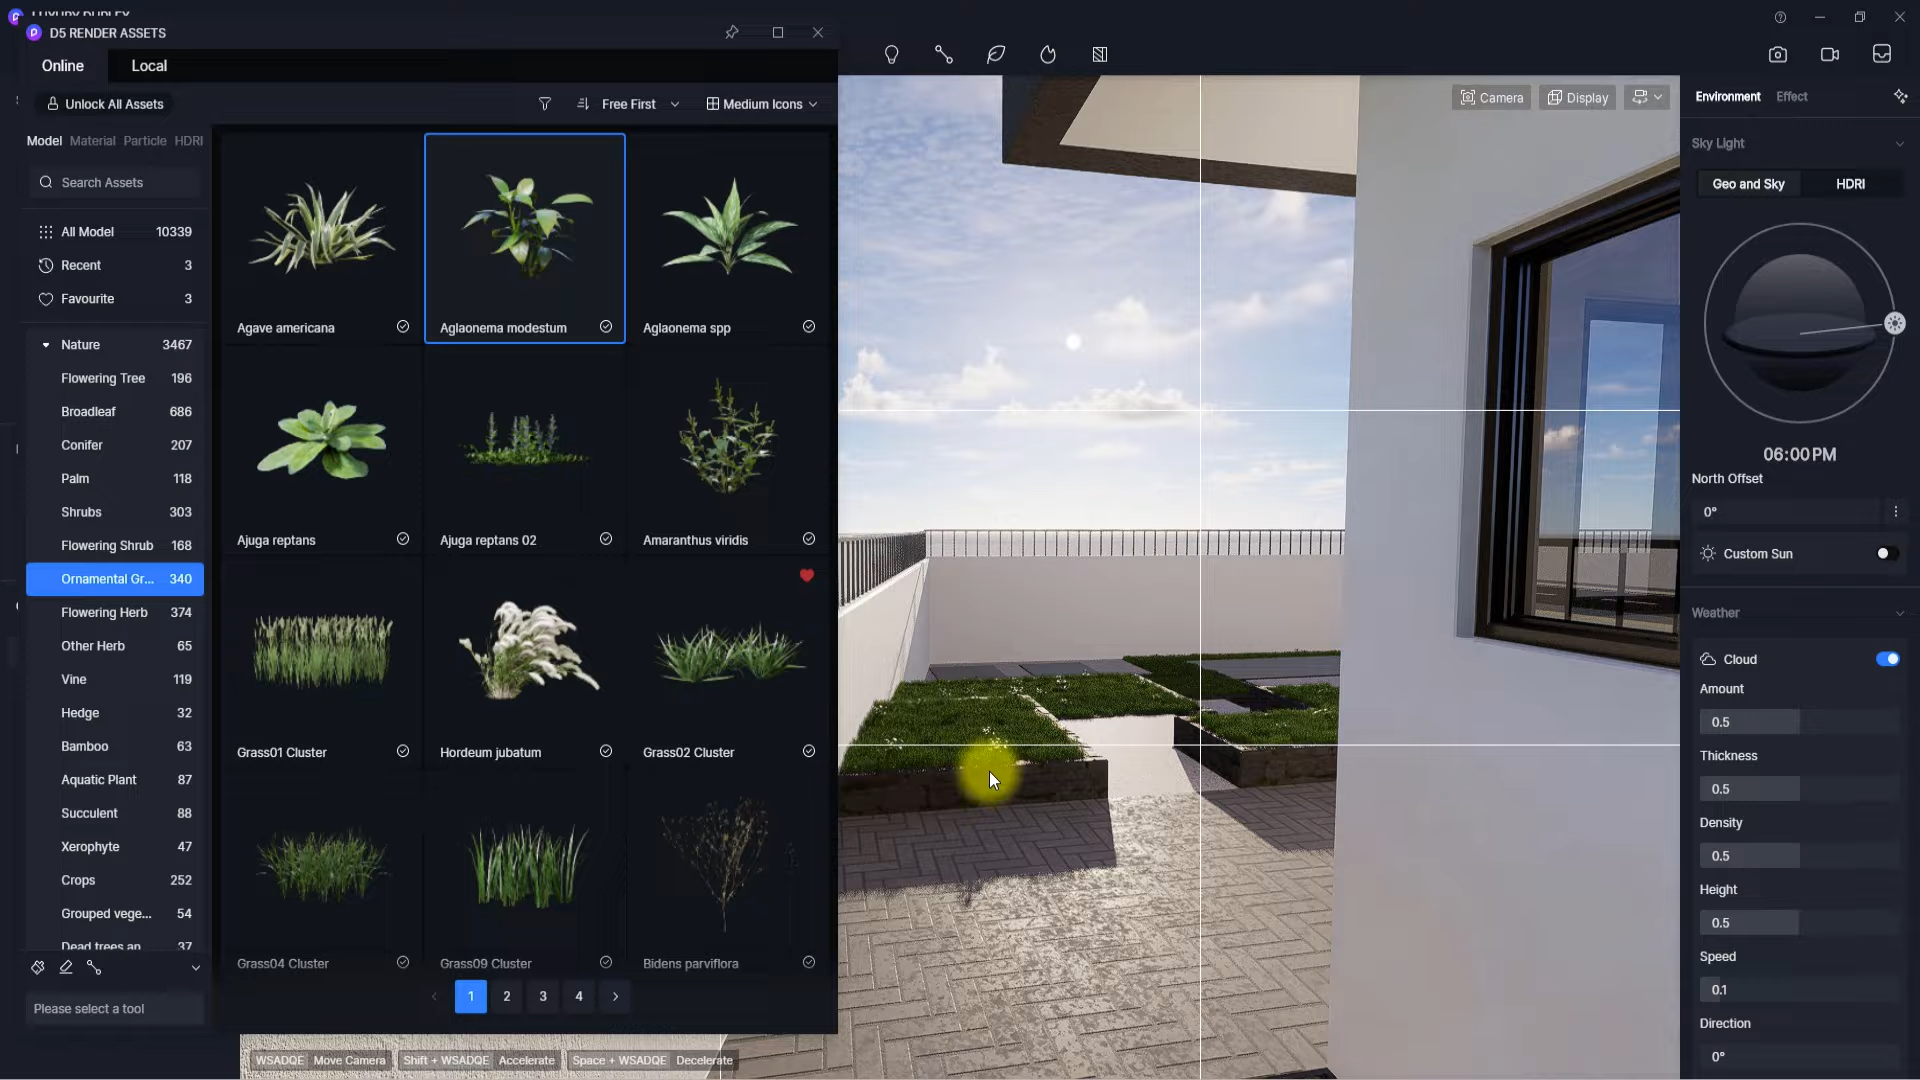 D5 RENDER ASSETS
Online
Local
Unlock All Assets
Free First
Medium Icons
Model
Material
Particle
HDRI
Search Assets
All Model 10339
Recent 3
Favourite 3
Nature 3467
Flowering Tree 196
Broadleaf 686
Conifer 207
Palm 118
Shrubs 303
Flowering Shrub 168
Ornamental Gr... 340
Flowering Herb 374
Other Herb 65
Vine 119
Hedge 32
Bamboo 63
Aquatic Plant 87
Succulent 88
Xerophyte 47
Crops 252
Grouped vege... 54
Dead trees an 37
Please select a tool
Agave americana
Aglaonema modestum
Aglaonema spp
Ajuga reptans
Ajuga reptans 02
Amaranthus viridis
Grass01 Cluster
Hordeum jubatum
Grass02 Cluster
Grass04 Cluster
Grass09 Cluster
Bidens parviflora
1 2 3 4
WSADQE Move Camera
Shift + WSADQE Accelerate
Space + WSADQE Decelerate
Camera
Display
Environment
Effect
Sky Light
Geo and Sky
HDRI
06:00 PM
North Offset
0°
Custom Sun
Weather
Cloud
Amount
0.5
Thickness
0.5
Density
0.5
Height
0.5
Speed
0.1
Direction
0°